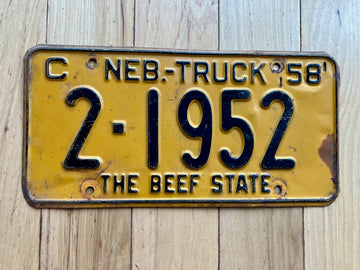 C NEB.-TRUCK '58
2-1952
THE BEEF STATE